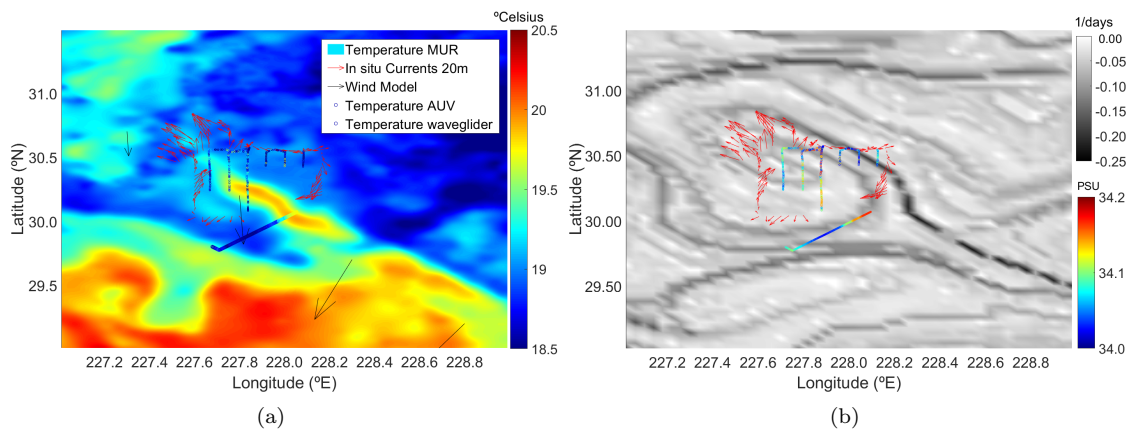 ºCelsius
20.5
20
19.5
19
18.5
Temperature MUR
In situ Currents 20m
Wind Model
Temperature AUV
Temperature waveglider
31.0
30.5
30.0
29.5
Latitude (ºN)
227.2 227.4 227.6 227.8 228.0 228.2 228.4 228.6 228.8
Longitude (ºE)
(a)
1/days
0.00
-0.05
-0.10
-0.15
-0.20
-0.25
PSU
34.2
34.1
34.0
31.00
30.50
30.00
29.50
Latitude (ºN)
227.2 227.4 227.6 227.8 228.0 228.2 228.4 228.6 228.8
Longitude (ºE)
(b)